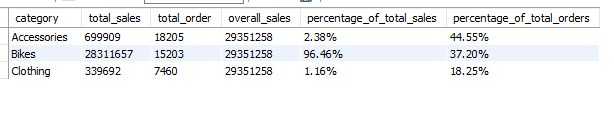 category total_sales total_order overall_sales percentage_of_total_sales percentage_of_total_orders
Accessories 699909 18205 29351258 2.38% 44.55%
Bikes 28311657 15203 29351258 96.46% 37.20%
Clothing 339692 7460 29351258 1.16% 18.25%